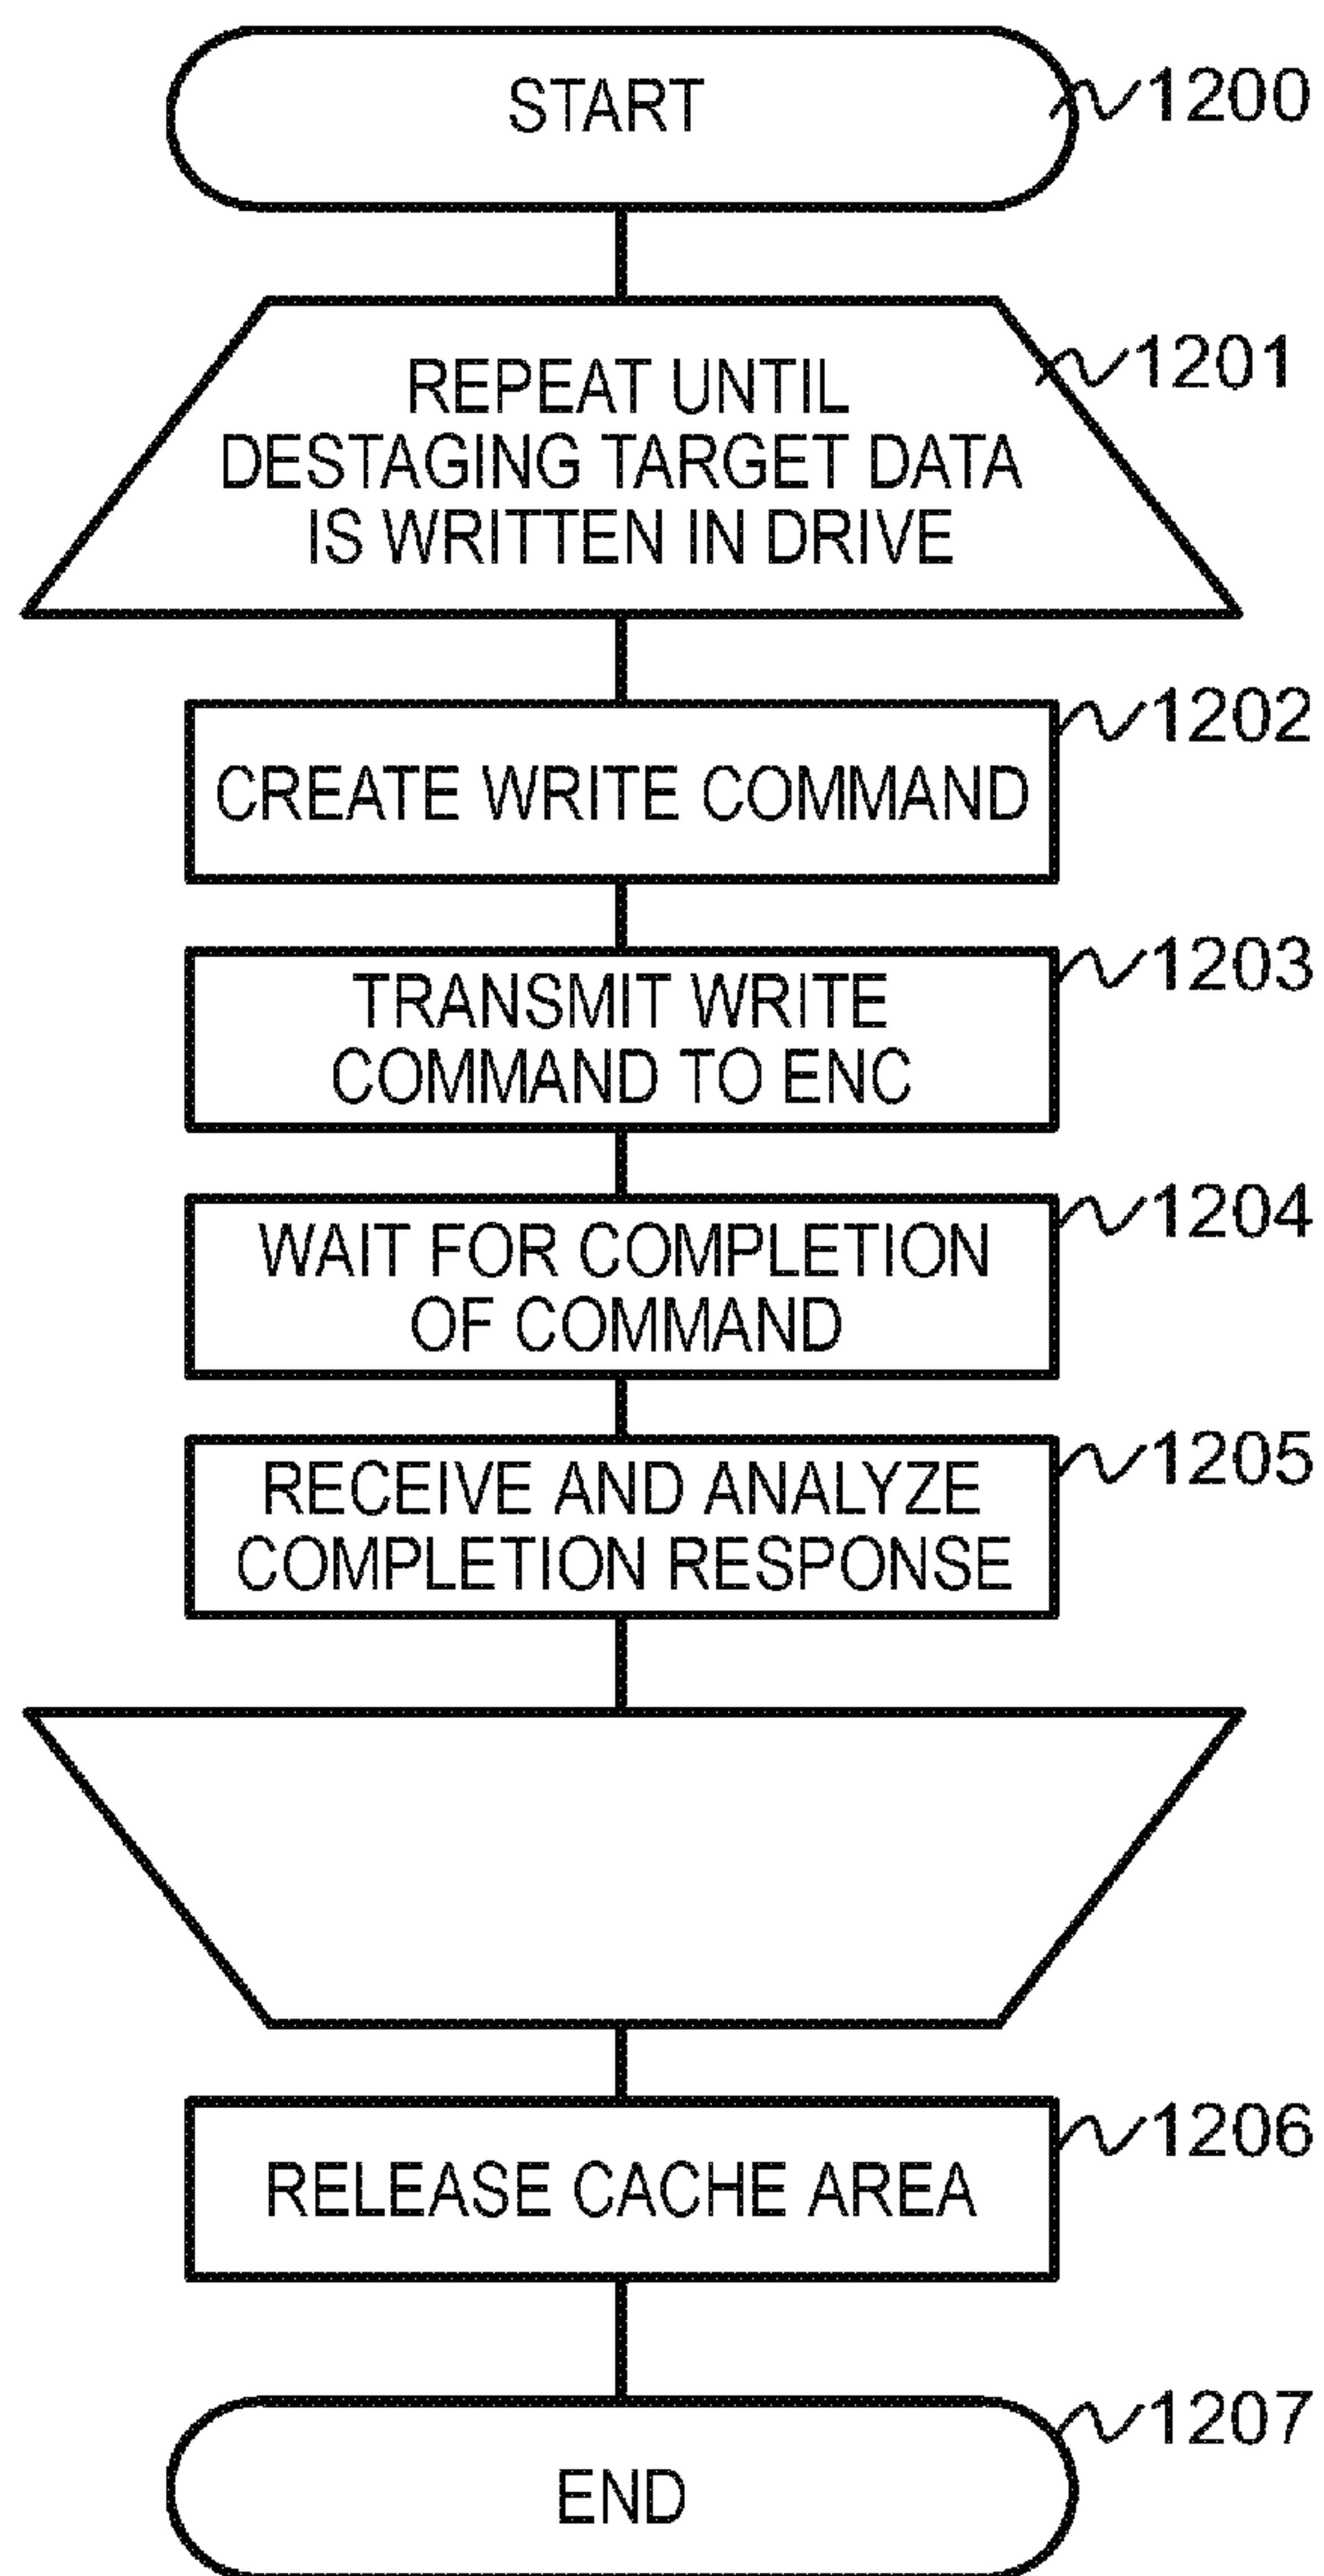 START
1200
REPEAT UNTIL
DESTAGING TARGET DATA
IS WRITTEN IN DRIVE
1201
CREATE WRITE COMMAND
1202
TRANSMIT WRITE
COMMAND TO ENC
1203
WAIT FOR COMPLETION
OF COMMAND
1204
RECEIVE AND ANALYZE
COMPLETION RESPONSE
1205
RELEASE CACHE AREA
1206
END
1207